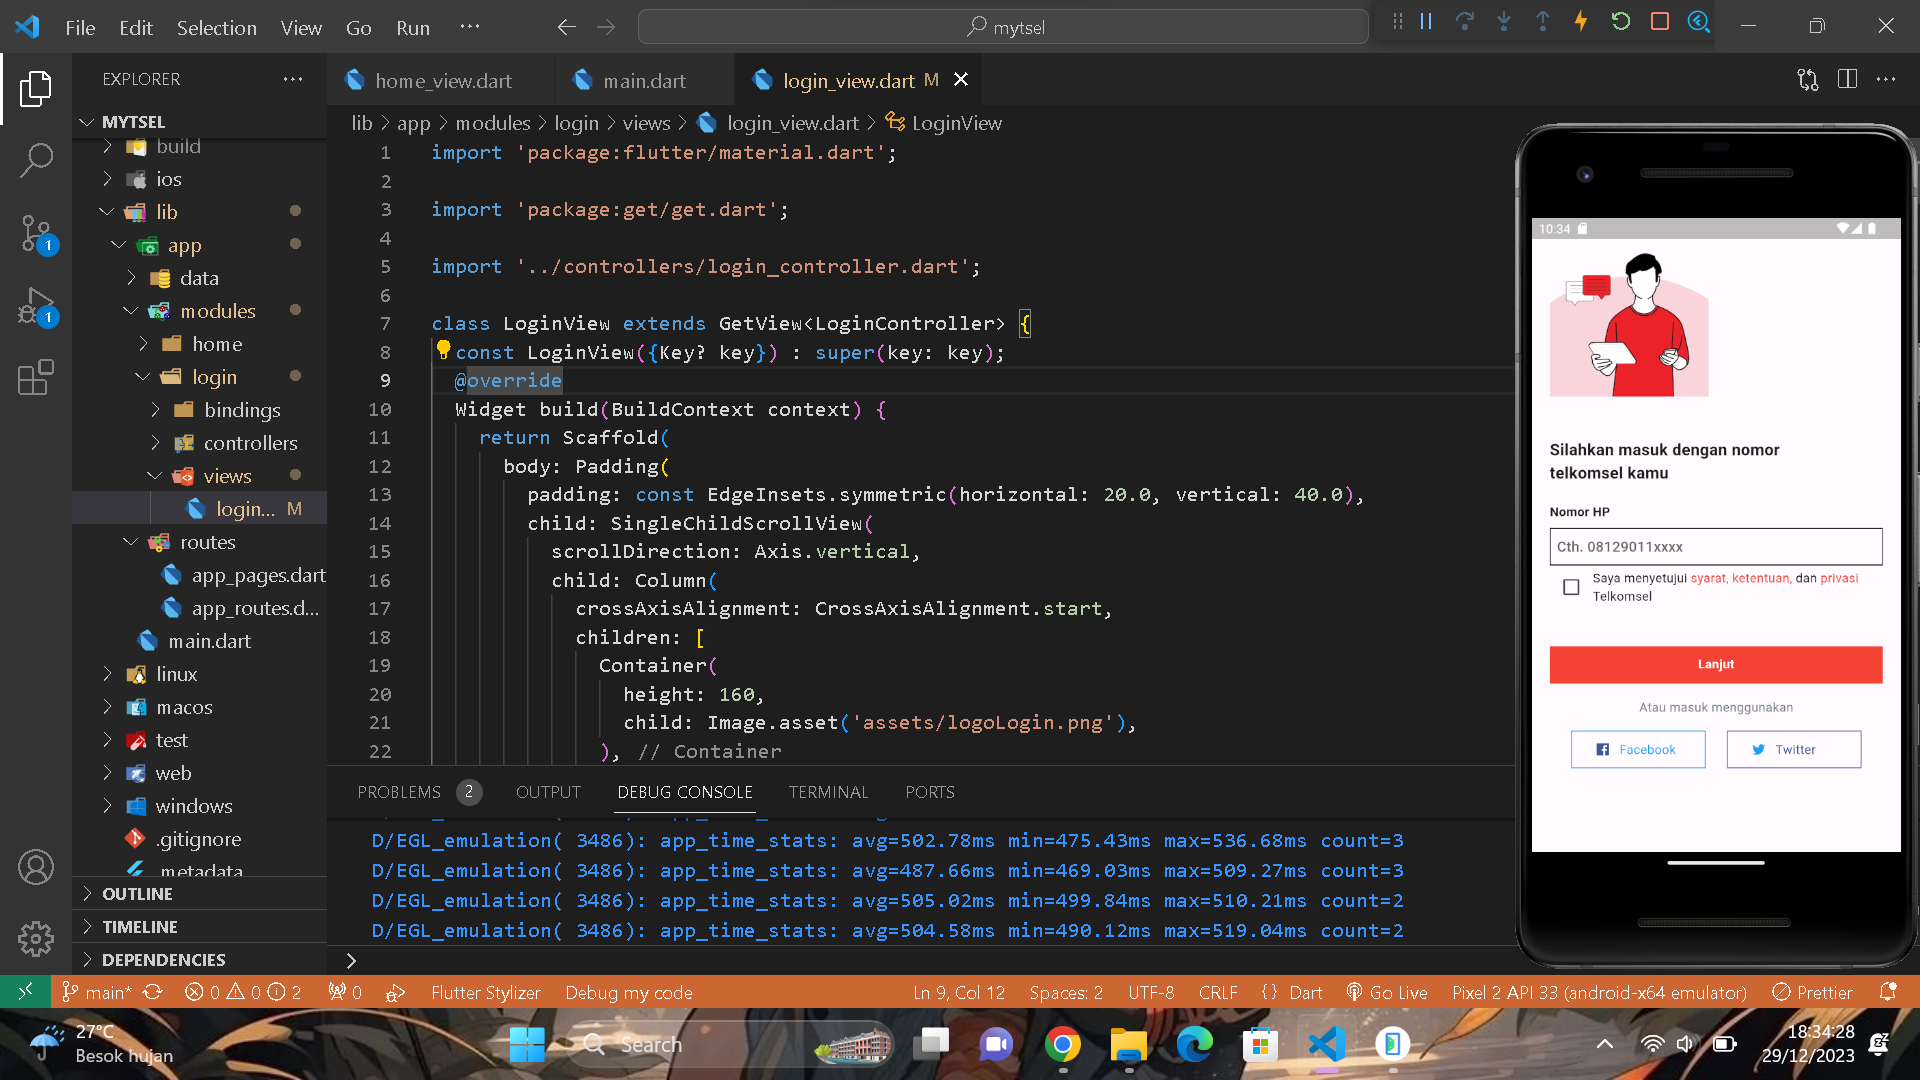 File Edit Selection View Go Run ···
mytsel
EXPLORER
MYTSEL
build
ios
lib
app
data
modules
home
login
bindings
controllers
views
login... M
routes
app_pages.dart
app_routes.d...
main.dart
linux
macos
test
web
windows
.gitignore
.metadata
OUTLINE
TIMELINE
DEPENDENCIES
home_view.dart main.dart login_view.dart M
lib > app > modules > login > views > login_view.dart > LoginView
1 import 'package:flutter/material.dart';
2
3 import 'package:get/get.dart';
4
5 import '../controllers/login_controller.dart';
6
7 class LoginView extends GetView<LoginController> {
8 const LoginView({Key? key}) : super(key: key);
9 @override
10 Widget build(BuildContext context) {
11 return Scaffold(
12 body: Padding(
13 padding: const EdgeInsets.symmetric(horizontal: 20.0, vertical: 40.0),
14 child: SingleChildScrollView(
15 scrollDirection: Axis.vertical,
16 child: Column(
17 crossAxisAlignment: CrossAxisAlignment.start,
18 children: [
19 Container(
20 height: 160,
21 child: Image.asset('assets/logoLogin.png'),
22 ), // Container
PROBLEMS 2 OUTPUT DEBUG CONSOLE TERMINAL PORTS
D/EGL_emulation( 3486): app_time_stats: avg=502.78ms min=475.43ms max=536.68ms count=3
D/EGL_emulation( 3486): app_time_stats: avg=487.66ms min=469.03ms max=509.27ms count=3
D/EGL_emulation( 3486): app_time_stats: avg=505.02ms min=499.84ms max=510.21ms count=2
D/EGL_emulation( 3486): app_time_stats: avg=504.58ms min=490.12ms max=519.04ms count=2
>
10:34
Silahkan masuk dengan nomor
telkomsel kamu
Nomor HP
Cth. 08129011xxxx
Saya menyetujui syarat, ketentuan, dan privasi
Telkomsel
Lanjut
Atau masuk menggunakan
Facebook Twitter
1
1
main* 0 0 2 0 Flutter Stylizer Debug my code Ln 9, Col 12 Spaces: 2 UTF-8 CRLF {} Dart Go Live Pixel 2 API 33 (android-x64 emulator) Prettier
27°C
Besok hujan
Search
18:34:28
29/12/2023